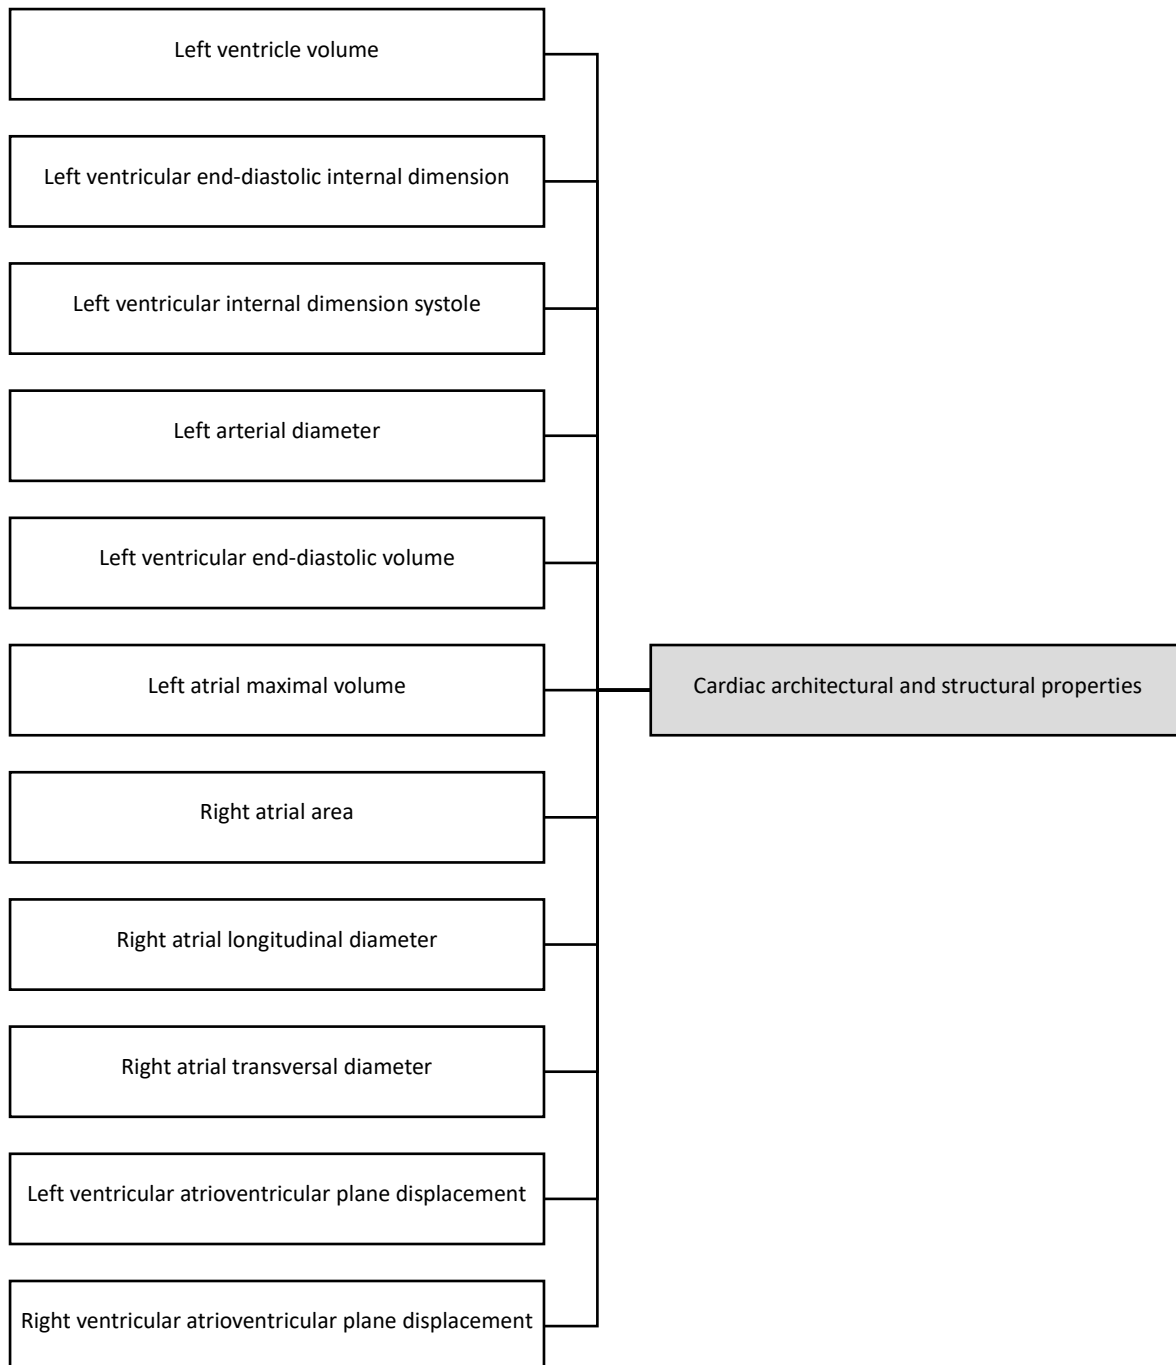 Left ventricle volume
Left ventricular end-diastolic internal dimension
Left ventricular internal dimension systole
Left arterial diameter
Left ventricular end-diastolic volume
Left atrial maximal volume
Cardiac architectural and structural properties
Right atrial area
Right atrial longitudinal diameter
Right atrial transversal diameter
Left ventricular atrioventricular plane displacement
Right ventricular atrioventricular plane displacement